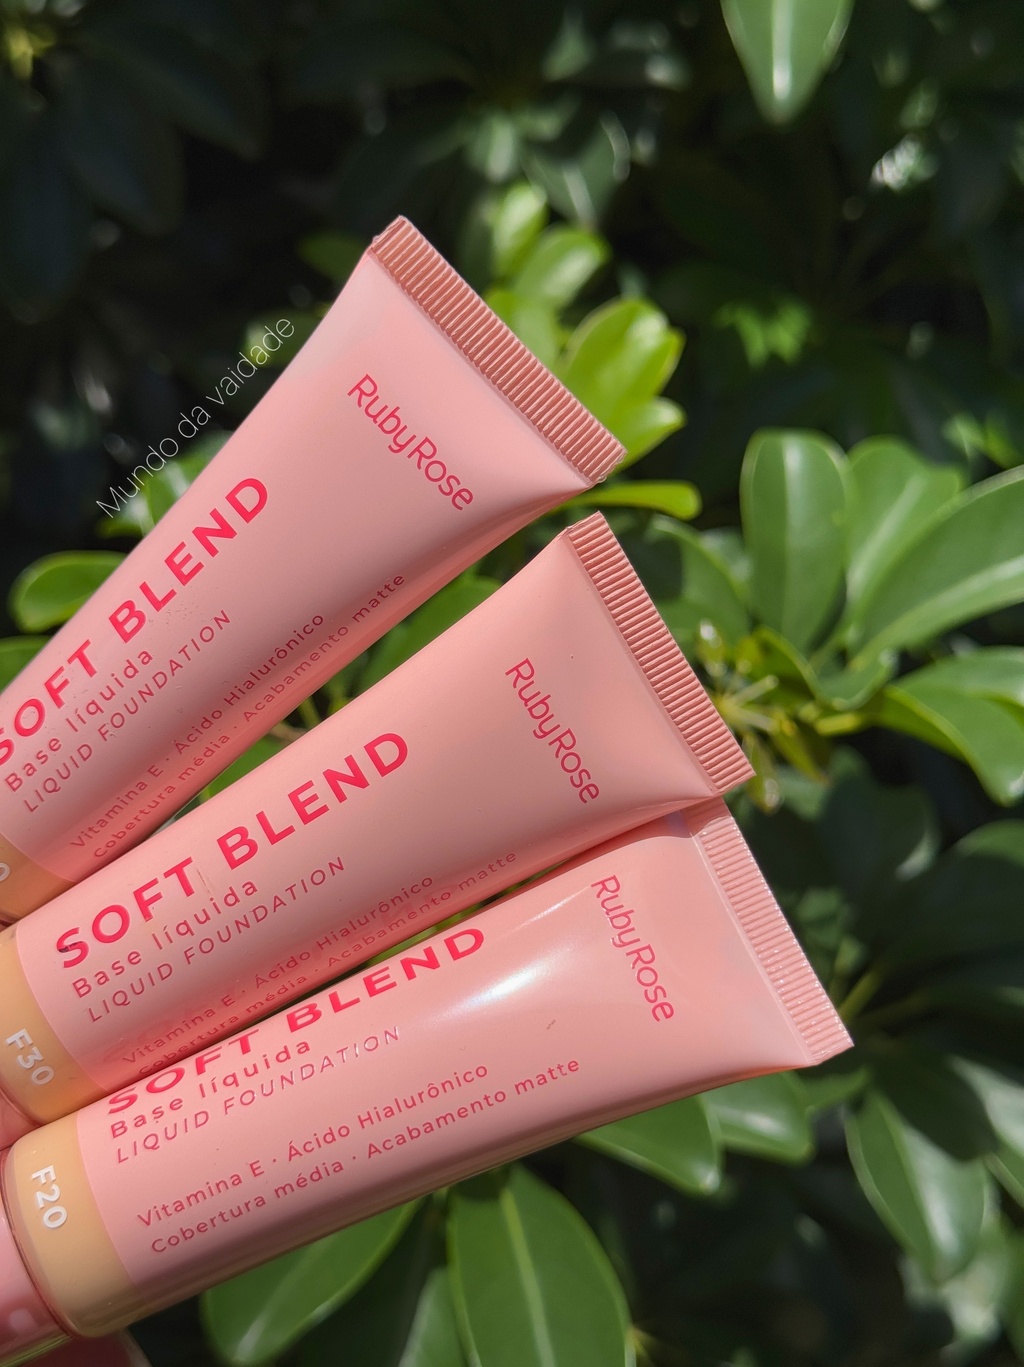 Mundo da vaidade
RubyRose
SOFT BLEND
Base líquida
LIQUID FOUNDATION
Vitamina E · Ácido Hialurônico
Cobertura média · Acabamento matte
RubyRose
SOFT BLEND
Base líquida
LIQUID FOUNDATION
Vitamina E · Ácido Hialurônico
Cobertura média · Acabamento matte
F30
RubyRose
SOFT BLEND
Base líquida
LIQUID FOUNDATION
Vitamina E · Ácido Hialurônico
Cobertura média · Acabamento matte
F20